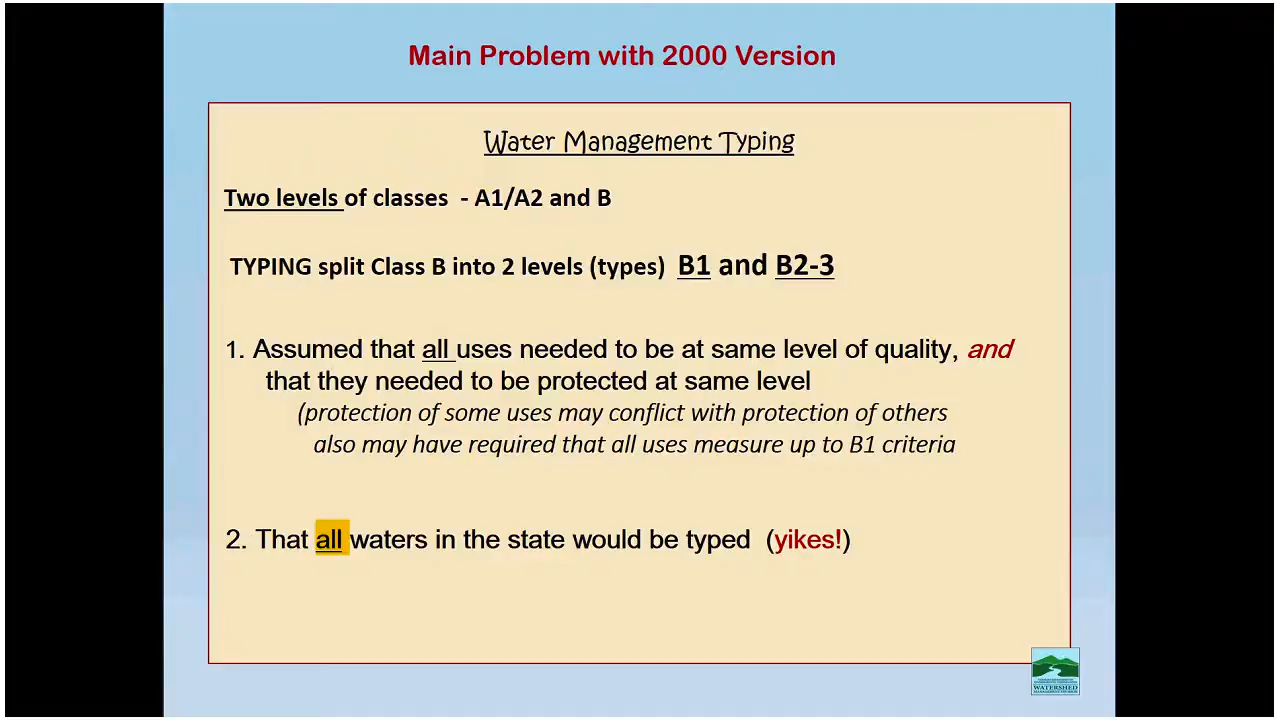 Main Problem with 2000 Version
Water Management Typing
Two levels of classes - A1/A2 and B
TYPING split Class B into 2 levels (types) B1 and B2-3
1. Assumed that all uses needed to be at same level of quality, and
that they needed to be protected at same level
(protection of some uses may conflict with protection of others
also may have required that all uses measure up to B1 criteria
2. That all waters in the state would be typed (yikes!)
WATERSHED